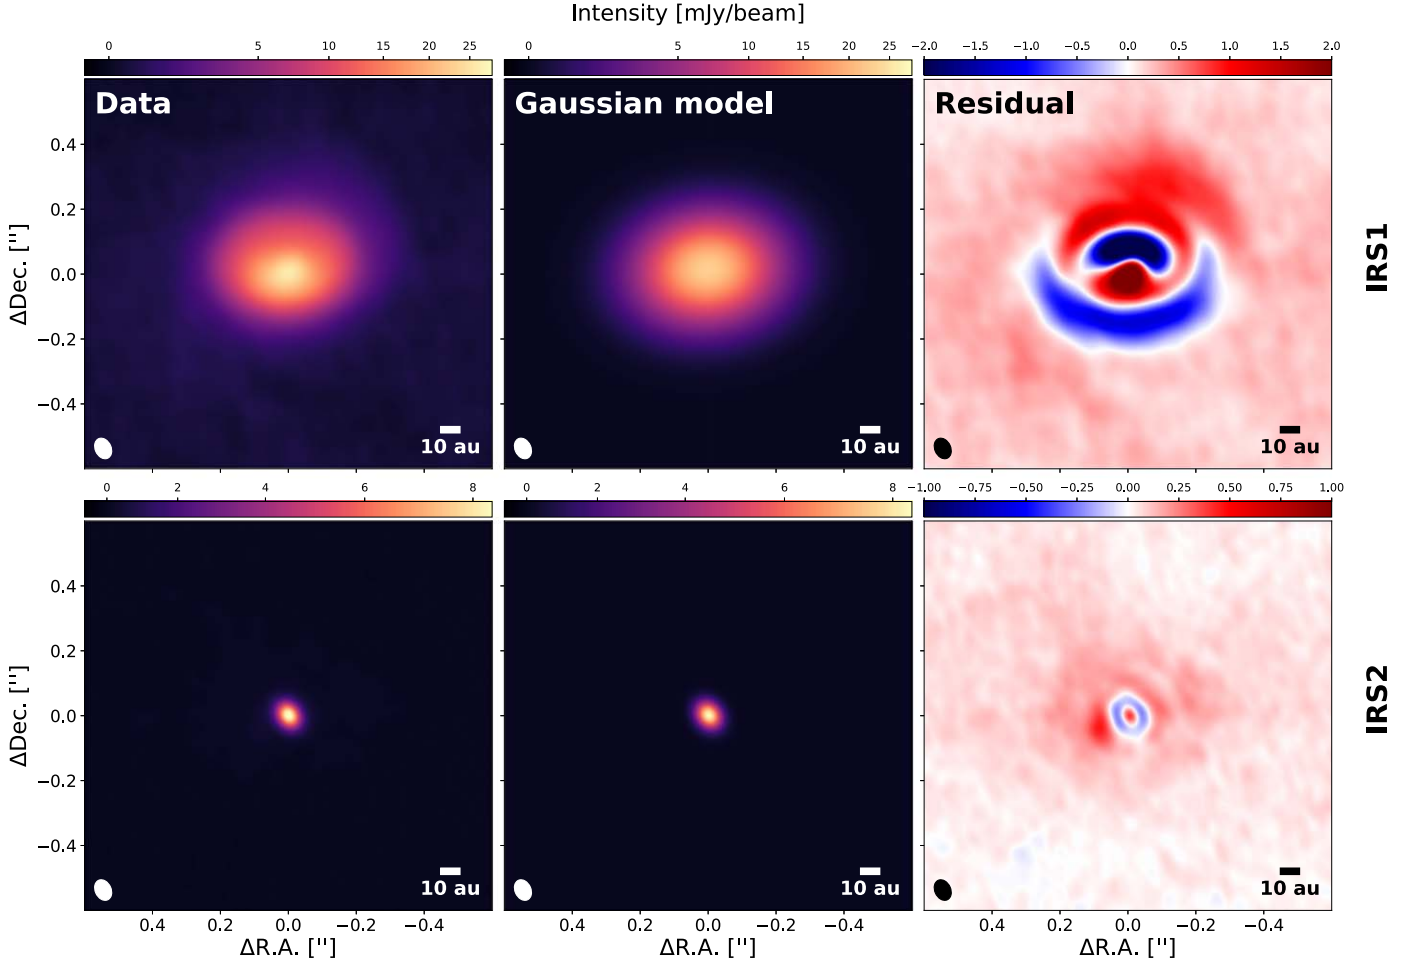 Intensity [mJy/beam]
0 5 10 15 20 25
0 5 10 15 20 25
−2.0 −1.5 −1.0 −0.5 0.0 0.5 1.0 1.5 2.0
Data
Gaussian model
Residual
IRS1
ΔDec. ["]
0.4
0.2
0.0
−0.2
−0.4
10 au
10 au
10 au
0 2 4 6 8
0 2 4 6 8
−1.00 −0.75 −0.50 −0.25 0.00 0.25 0.50 0.75 1.00
IRS2
ΔDec. ["]
0.4
0.2
0.0
−0.2
−0.4
10 au
10 au
10 au
0.4 0.2 0.0 −0.2 −0.4
0.4 0.2 0.0 −0.2 −0.4
0.4 0.2 0.0 −0.2 −0.4
ΔR.A. ["]
ΔR.A. ["]
ΔR.A. ["]